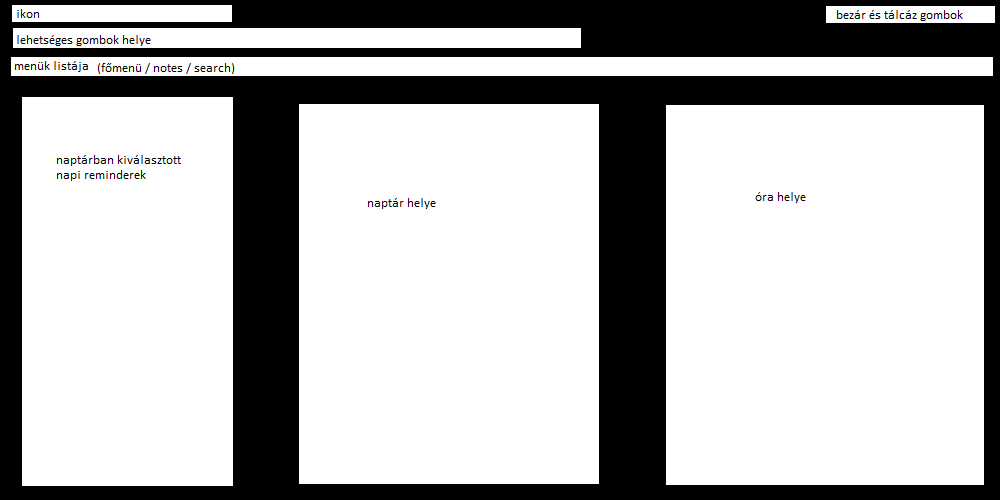 ikon
bezár és tálcáz gombok
lehetséges gombok helye
menük listája (főmenü / notes / search)
naptárban kiválasztott
napi reminderek
naptár helye
óra helye